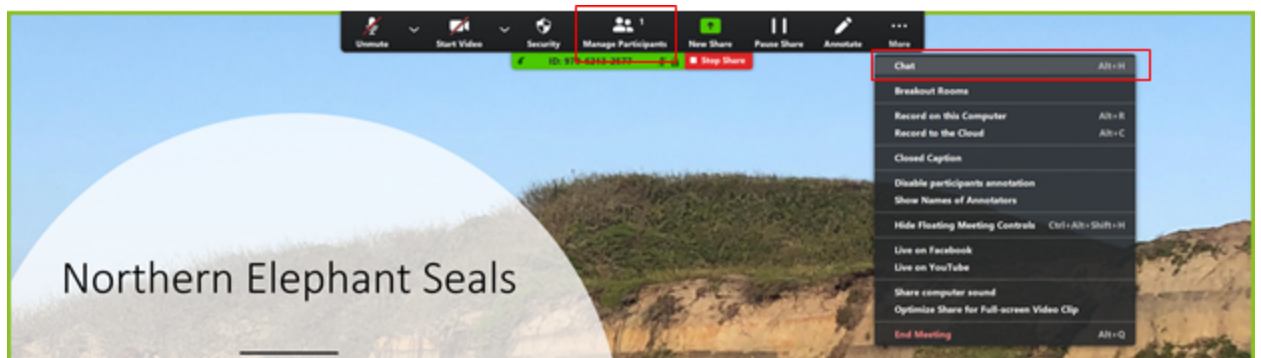 1
Unmute Start Video Security Manage Participants New Share Pause Share Annotate More
Stop Share
Chat Alt+H
Breakout Rooms
Record on this Computer Alt+R
Record to the Cloud Alt+C
Closed Caption
Disable participants annotation
Show Names of Annotators
Hide Floating Meeting Controls Ctrl+Alt+Shift+H
Live on Facebook
Live on YouTube
Share computer sound
Optimize Share for Full-screen Video Clip
End Meeting Alt+Q
Northern Elephant Seals